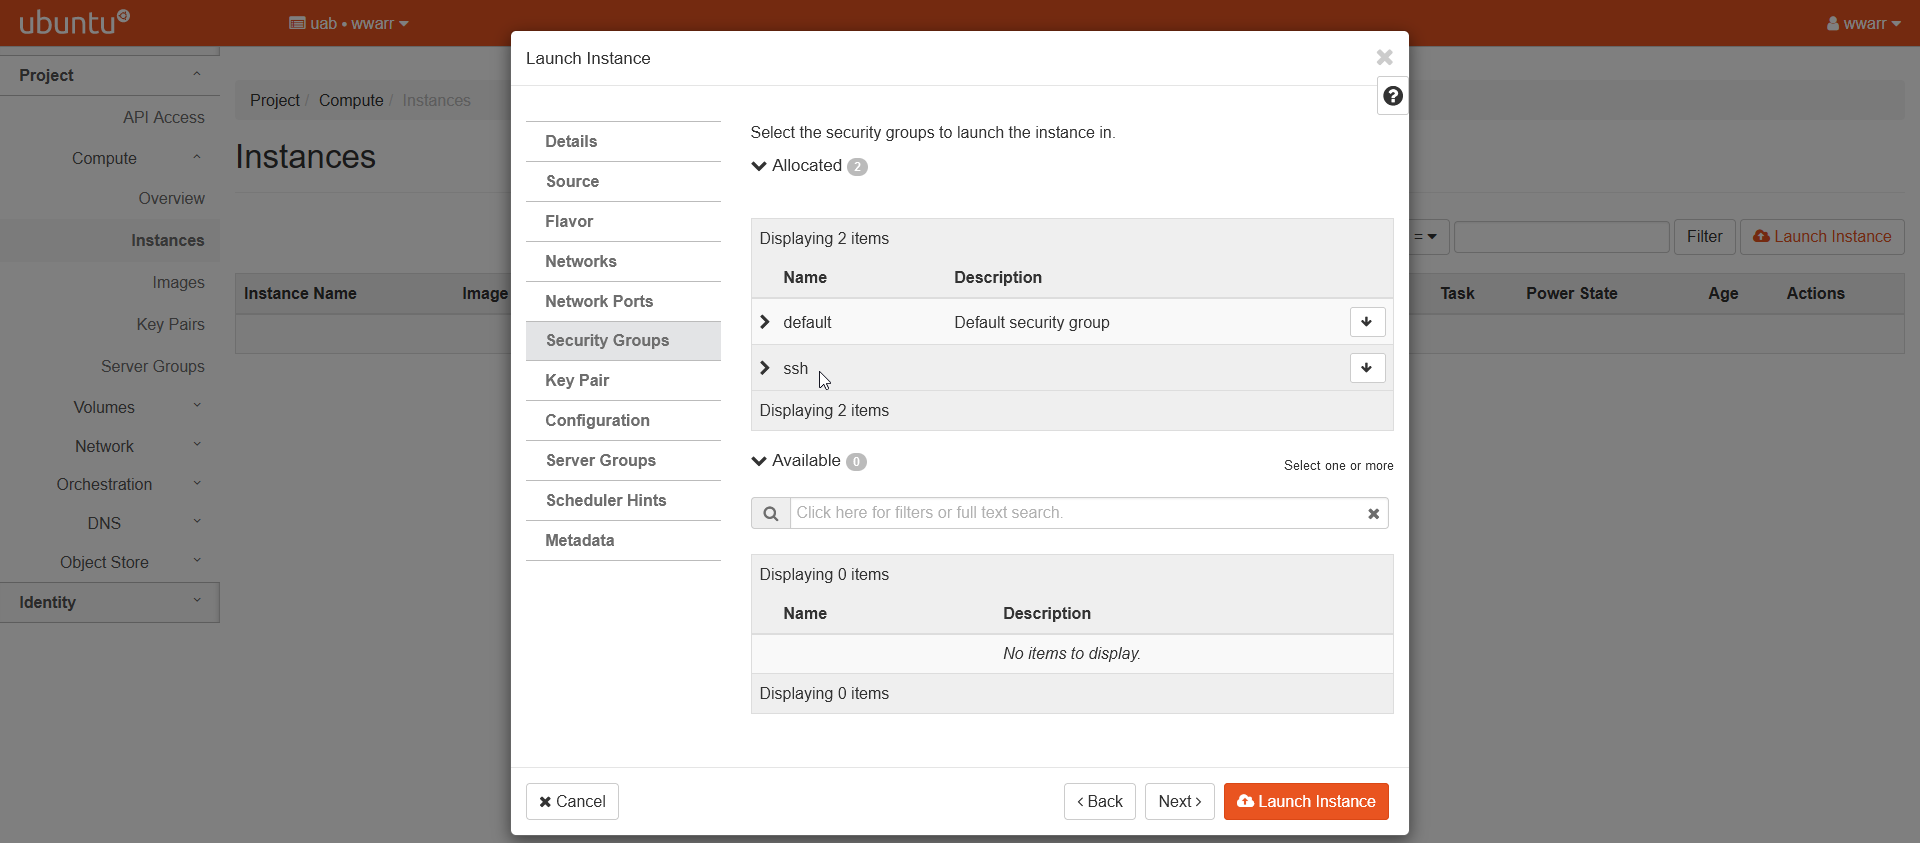 ubuntu
uab • wwarr
wwarr
Project
API Access
Compute
Overview
Instances
Images
Key Pairs
Server Groups
Volumes
Network
Orchestration
DNS
Object Store
Identity
Project / Compute / Instances
Instances
=
Filter
Launch Instance
Instance Name
Image
Task
Power State
Age
Actions
Launch Instance
Details
Source
Flavor
Networks
Network Ports
Security Groups
Key Pair
Configuration
Server Groups
Scheduler Hints
Metadata
Select the security groups to launch the instance in.
Allocated 2
Displaying 2 items
Name Description
default Default security group
ssh
Displaying 2 items
Available 0
Select one or more
Click here for filters or full text search.
Displaying 0 items
Name Description
No items to display.
Displaying 0 items
Cancel
‹ Back
Next ›
Launch Instance